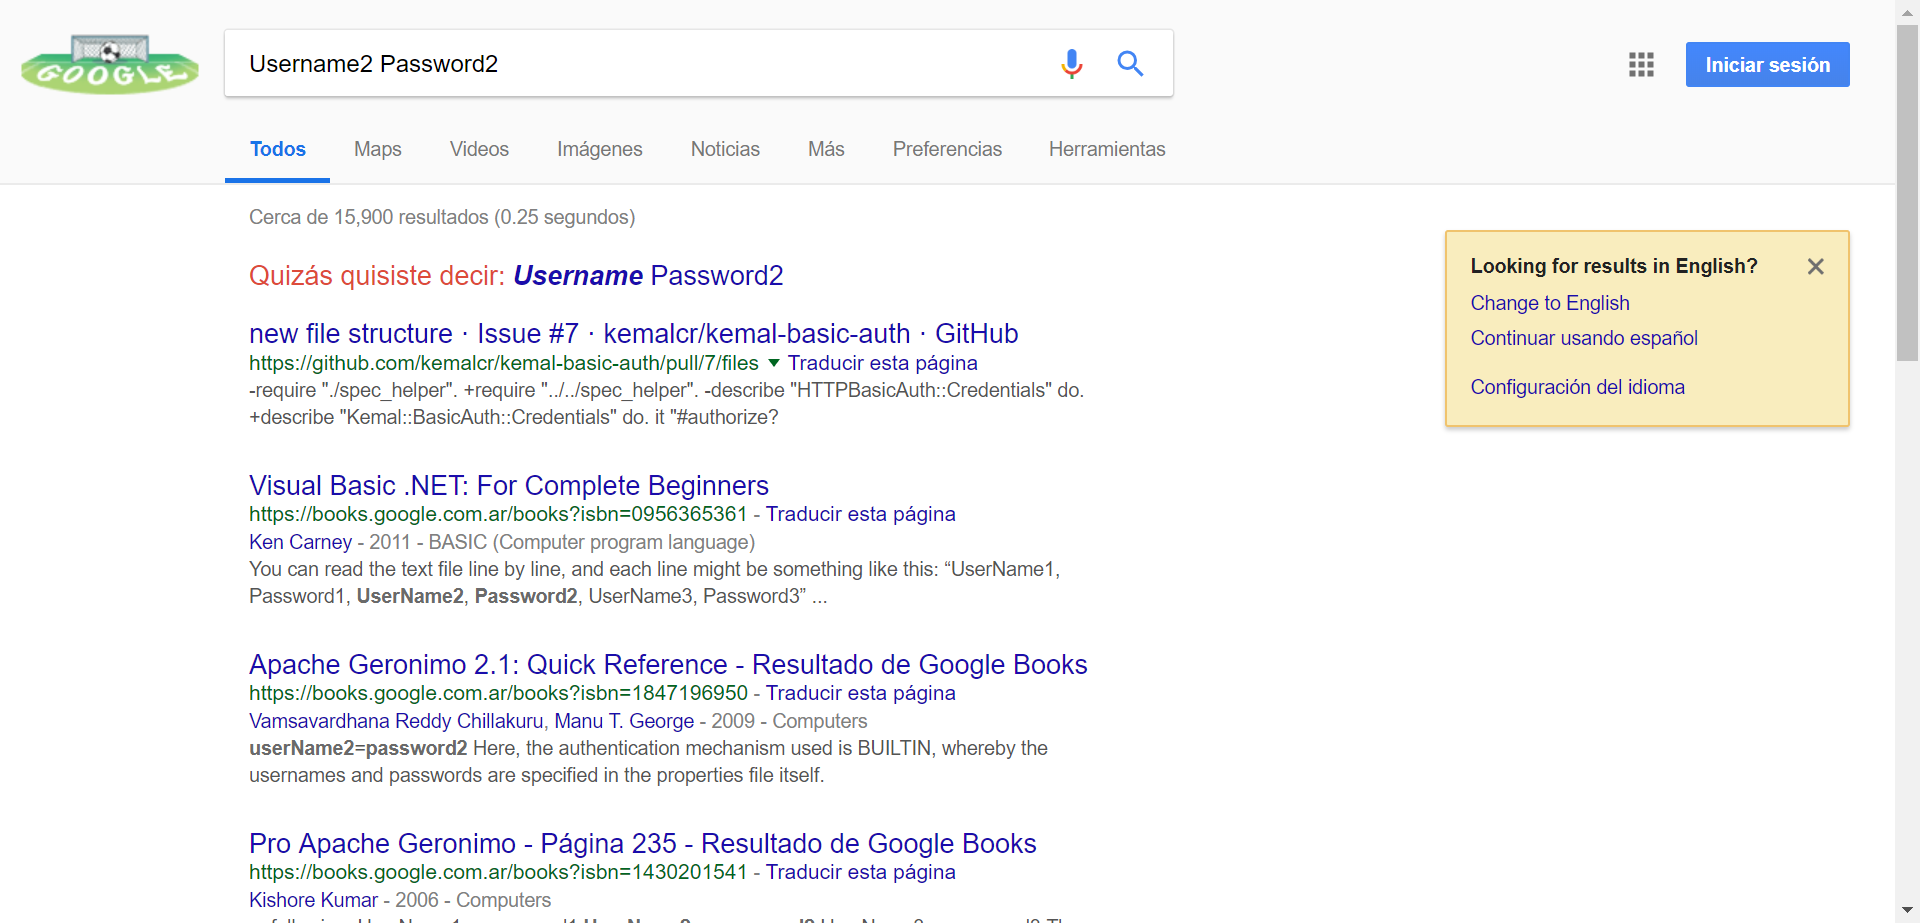 GOOGLE
Username2 Password2
Iniciar sesión
Todos Maps Videos Imágenes Noticias Más Preferencias Herramientas
Cerca de 15,900 resultados (0.25 segundos)
Quizás quisiste decir: Username Password2
new file structure · Issue #7 · kemalcr/kemal-basic-auth · GitHub
https://github.com/kemalcr/kemal-basic-auth/pull/7/files ▼ Traducir esta página
-require "./spec_helper". +require "../../spec_helper". -describe "HTTPBasicAuth::Credentials" do.
+describe "Kemal::BasicAuth::Credentials" do. it "#authorize?
Visual Basic .NET: For Complete Beginners
https://books.google.com.ar/books?isbn=0956365361 - Traducir esta página
Ken Carney - 2011 - BASIC (Computer program language)
You can read the text file line by line, and each line might be something like this: “UserName1,
Password1, UserName2, Password2, UserName3, Password3” ...
Apache Geronimo 2.1: Quick Reference - Resultado de Google Books
https://books.google.com.ar/books?isbn=1847196950 - Traducir esta página
Vamsavardhana Reddy Chillakuru, Manu T. George - 2009 - Computers
userName2=password2 Here, the authentication mechanism used is BUILTIN, whereby the
usernames and passwords are specified in the properties file itself.
Pro Apache Geronimo - Página 235 - Resultado de Google Books
https://books.google.com.ar/books?isbn=1430201541 - Traducir esta página
Kishore Kumar - 2006 - Computers
Looking for results in English?
Change to English
Continuar usando español
Configuración del idioma